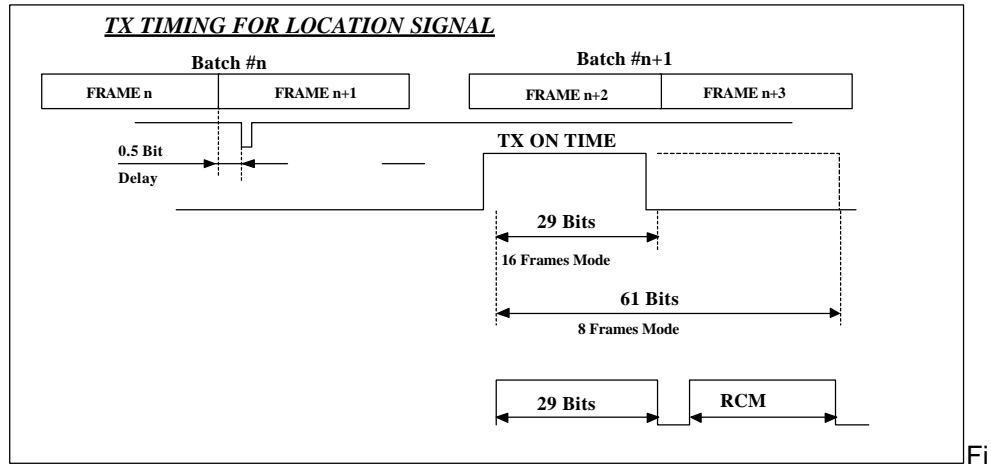 TX TIMING FOR LOCATION SIGNAL
Batch #n
Batch #n+1
FRAME n
FRAME n+1
FRAME n+2
FRAME n+3
TX ON TIME
0.5 Bit
Delay
29 Bits
16 Frames Mode
61 Bits
8 Frames Mode
29 Bits
RCM
Fi